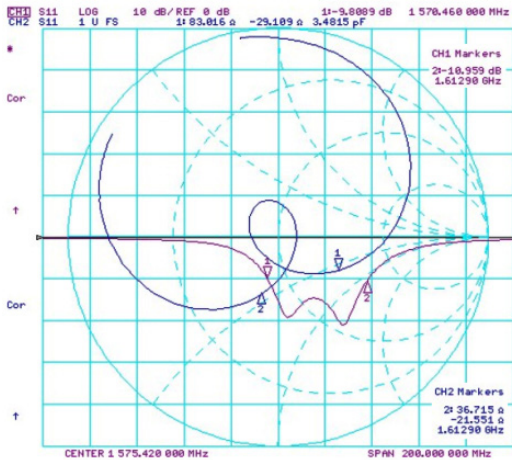 CH1 S11 LOG 10 dB/REF 0 dB 1:-9.8089 dB 1 570.460 000 MHz
CH2 S11 1 U FS 1:83.016 Ω -29.109 Ω 3.4815 pF
CH1 Markers
2:-10.959 dB
1.61290 GHz
Cor
1
1
2
2
Cor
CH2 Markers
2: 36.715 Ω
-21.551 Ω
1.61290 GHz
CENTER 1 575.420 000 MHz SPAN 200.000 000 MHz